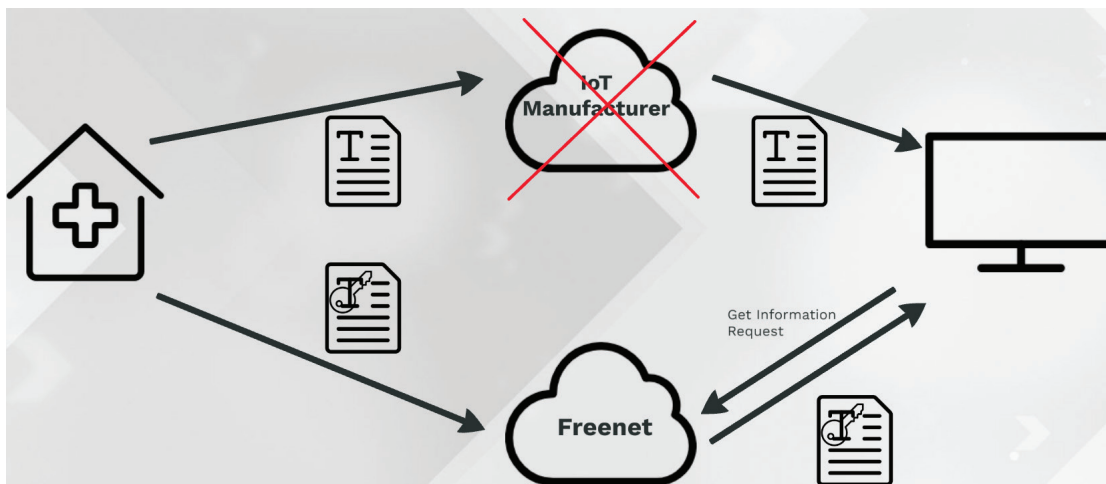 IoT
Manufacturer
T
T
T
Get Information
Request
Freenet
T